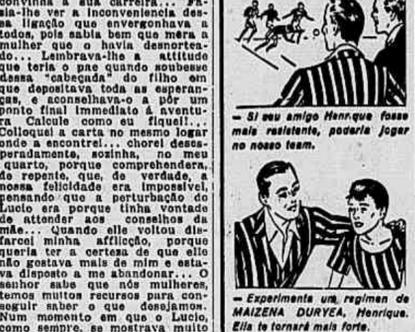 convinha á sua carreira... Fa-
sia-lhe ver a inconveniencia des-
sa ligação que envergonhava a
todos, pois sabia bem que mêra a
mulher que o havia desnortea-
do... Lembrava-lhe a attitude
que teria o pae quando soubesse
dessa "cabeçada" do filho em
que depositava toda as esperan-
ças, e aconselhava-o a pôr um
ponto final immediato á aventu-
ra Calcule como eu fiquei!...
Colloquei a carta no mesmo logar
onde a encontrei... chorei deses-
peradamente, sozinha, no meu
quarto, porque comprehendera,
de repente, que, de verdade, a
nossa felicidade era impossivel,
pensando que a perturbação do
Lucio era porque tinha vontade
de attender aos conselhos da
mãe... Quando elle voltou dis-
farcei minha afflicção, porque
queria ter a certeza de que elle
não gostava mais de mim e esta-
va disposto a me abandonar... O
senhor sabe que nós mulheres,
temos muitos recursos para con-
seguir saber o que desejamos.
Num momento em que o Lucio,
como sempre, se mostrava muito
— Si seu amigo Henrique fosse
mais resistente, poderia jogar
no nosso team.
— Experimenta um regimen de
MAIZENA DURYEA, Henrique.
Ella te tornará mais forte.